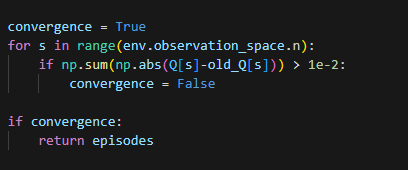 convergence = True
for s in range(env.observation_space.n):
    if np.sum(np.abs(Q[s]-old_Q[s])) > 1e-2:
        convergence = False
if convergence:
    return episodes